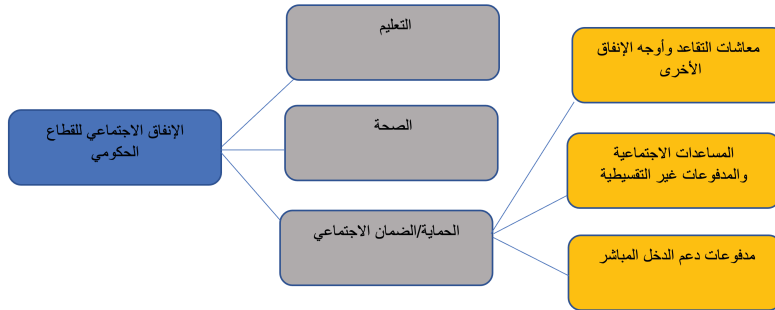 التعليم
معاشات التقاعد وأوجه الإنفاق
الأخرى
الإنفاق الاجتماعي للقطاع
الحكومي
الصحة
المساعدات الاجتماعية
والمدفوعات غير التقسيطية
الحماية/الضمان الاجتماعي
مدفوعات دعم الدخل المباشر